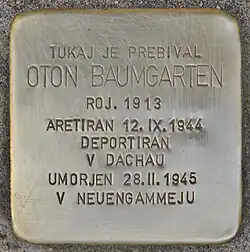 TUKAJ JE PREBIVAL
OTON BAUMGARTEN
ROJ. 1913
ARETIRAN 12. IX. 1944
DEPORTIRAN
V DACHAU
UMORJEN 28. II. 1945
V NEUENGAMMEJU